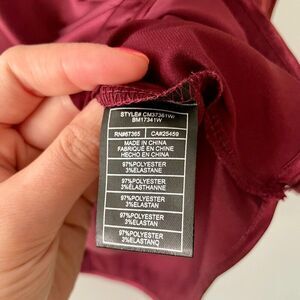 STYLE# CM37361W/
BM17341W
RN#67365 CA#25459
MADE IN CHINA
FABRIQUÉ EN CHINE
HECHO EN CHINA
97%POLYESTER
3%ELASTANE
97%POLYESTER
3%ELASTHANNE
97%POLYESTER
3%ELASTAN
97%POLYESTER
3%ELASTAN
97%POLYESTER
3%ELASTANO